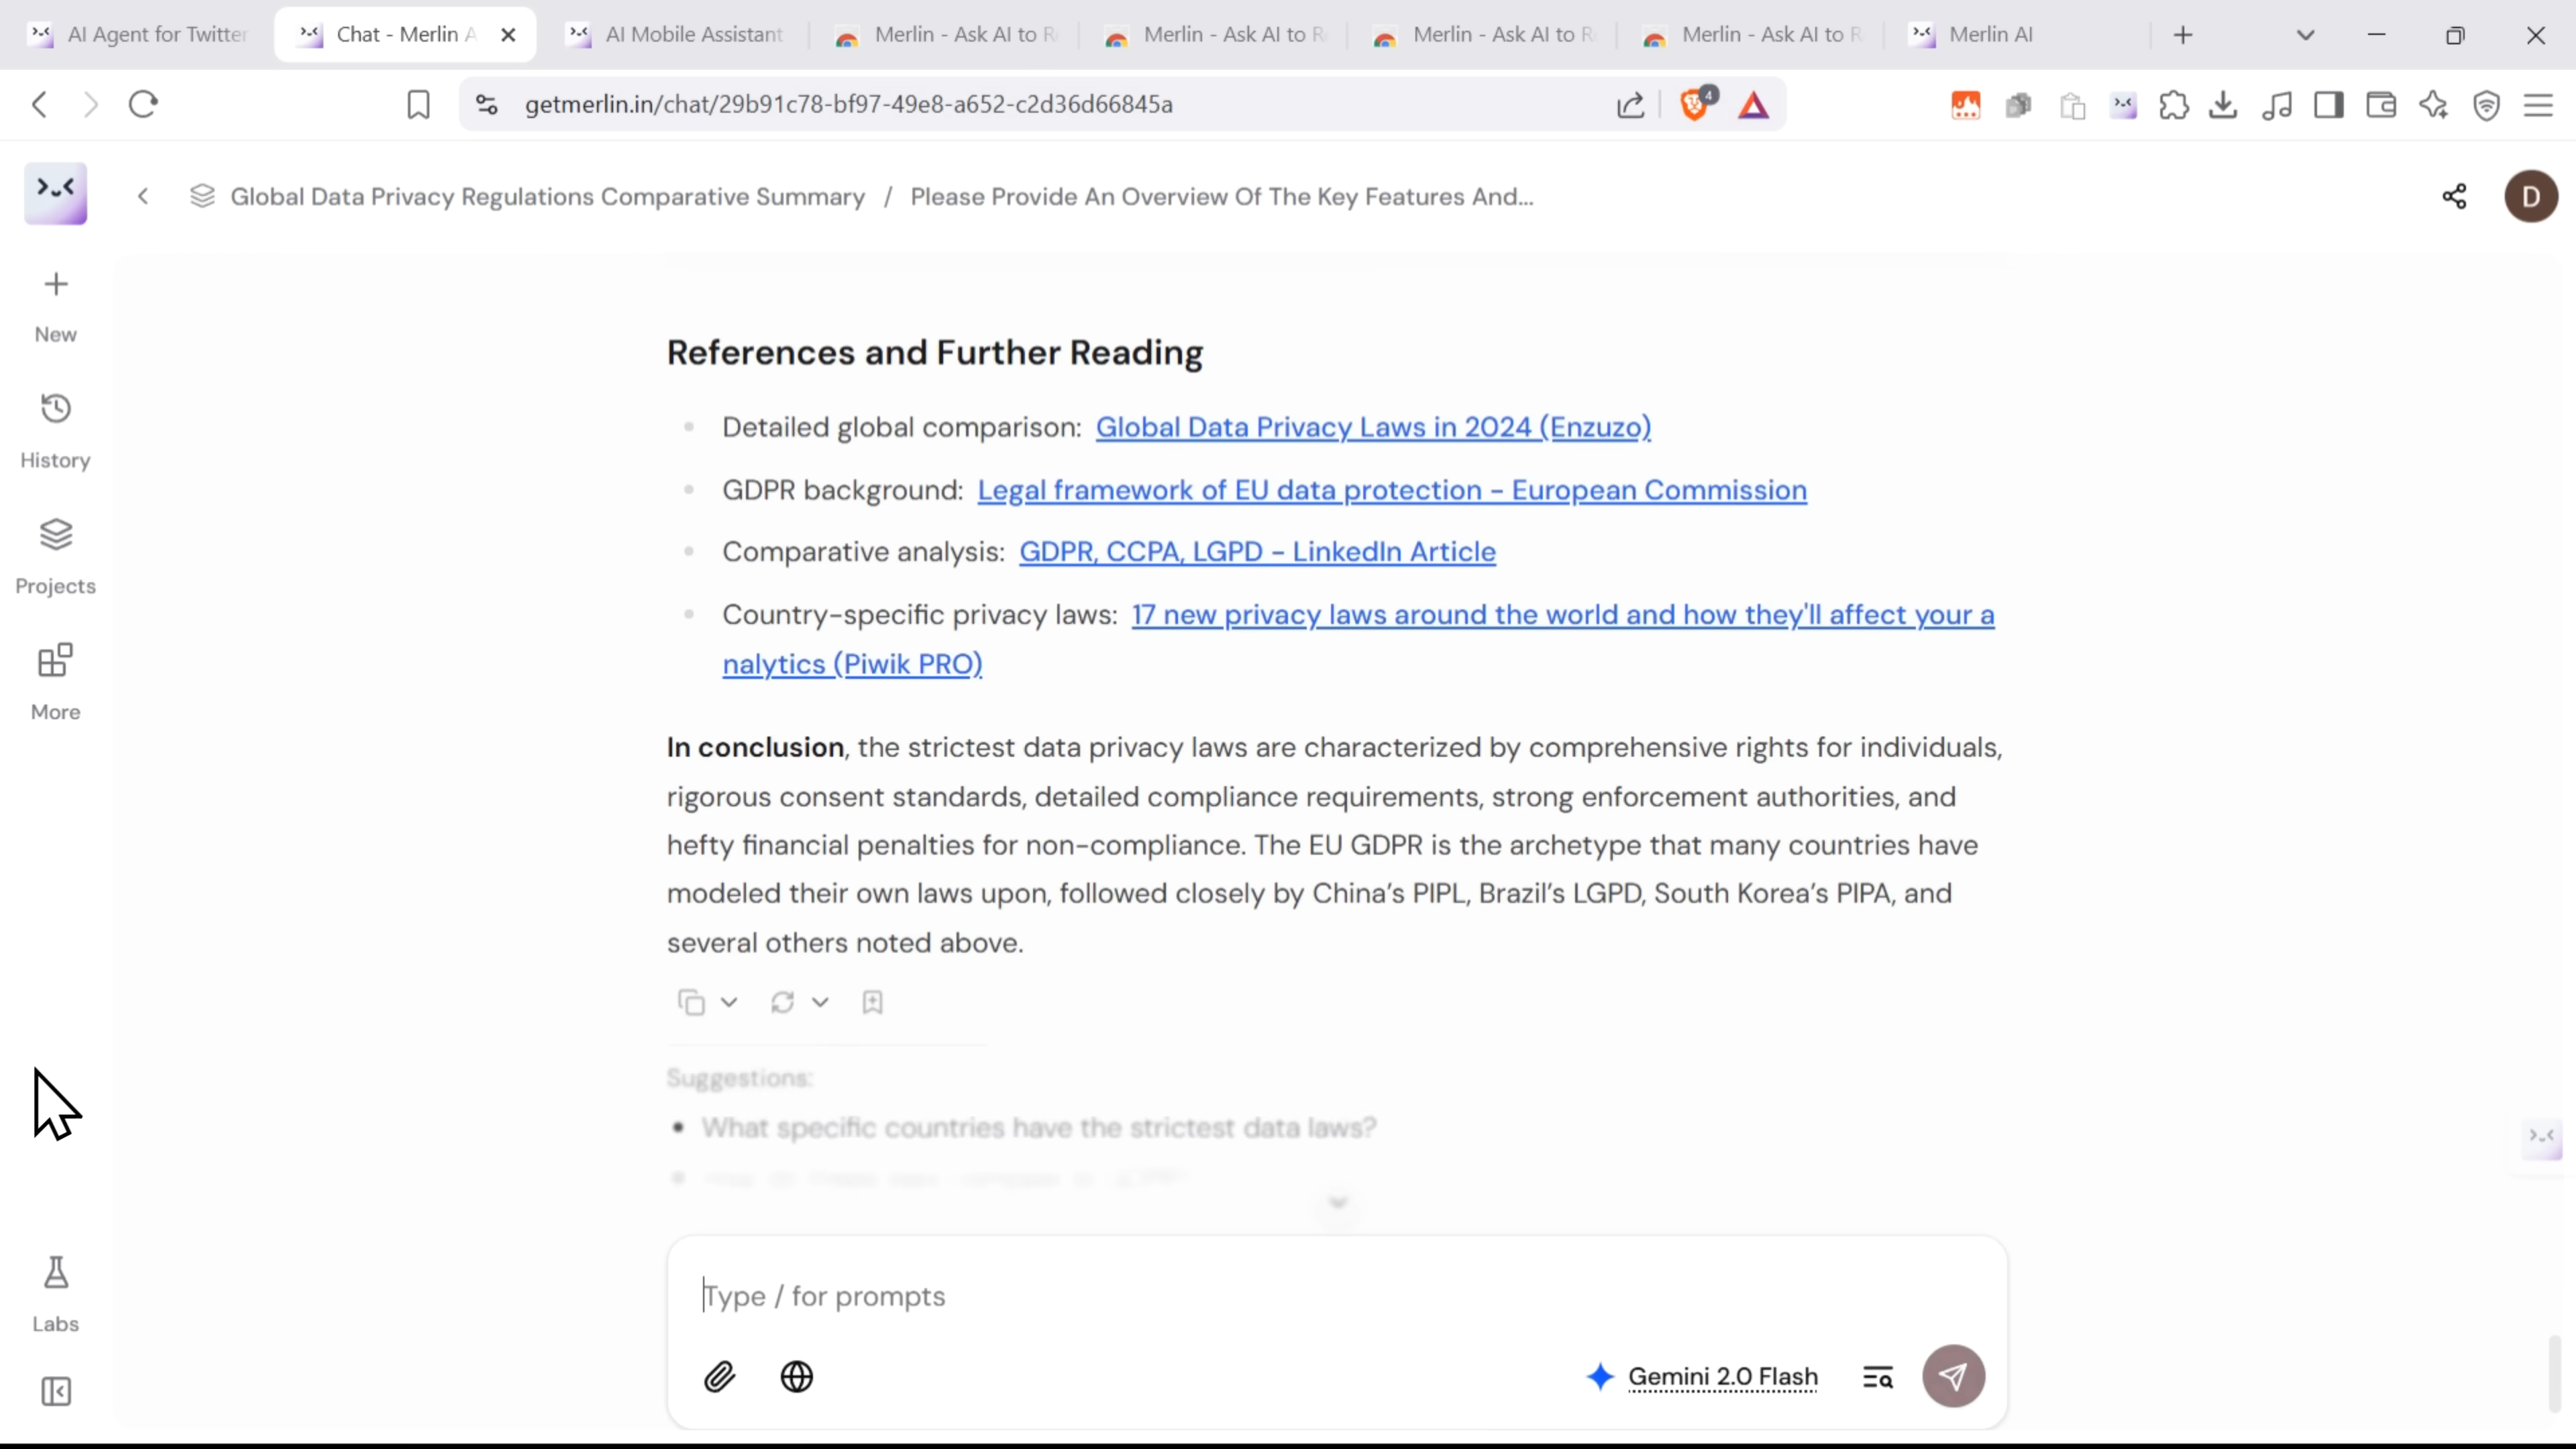 AI Agent for Twitter
Chat - Merlin A
AI Mobile Assistant
Merlin - Ask AI to R
Merlin - Ask AI to R
Merlin - Ask AI to R
Merlin - Ask AI to R
Merlin AI
getmerlin.in/chat/29b91c78-bf97-49e8-a652-c2d36d66845a
4
Global Data Privacy Regulations Comparative Summary / Please Provide An Overview Of The Key Features And...
D
New
History
Projects
More
Labs
References and Further Reading
Detailed global comparison: Global Data Privacy Laws in 2024 (Enzuzo)
GDPR background: Legal framework of EU data protection – European Commission
Comparative analysis: GDPR, CCPA, LGPD – LinkedIn Article
Country-specific privacy laws: 17 new privacy laws around the world and how they'll affect your a
nalytics (Piwik PRO)
In conclusion, the strictest data privacy laws are characterized by comprehensive rights for individuals,
rigorous consent standards, detailed compliance requirements, strong enforcement authorities, and
hefty financial penalties for non-compliance. The EU GDPR is the archetype that many countries have
modeled their own laws upon, followed closely by China's PIPL, Brazil's LGPD, South Korea's PIPA, and
several others noted above.
Suggestions:
What specific countries have the strictest data laws?
Type / for prompts
Gemini 2.0 Flash